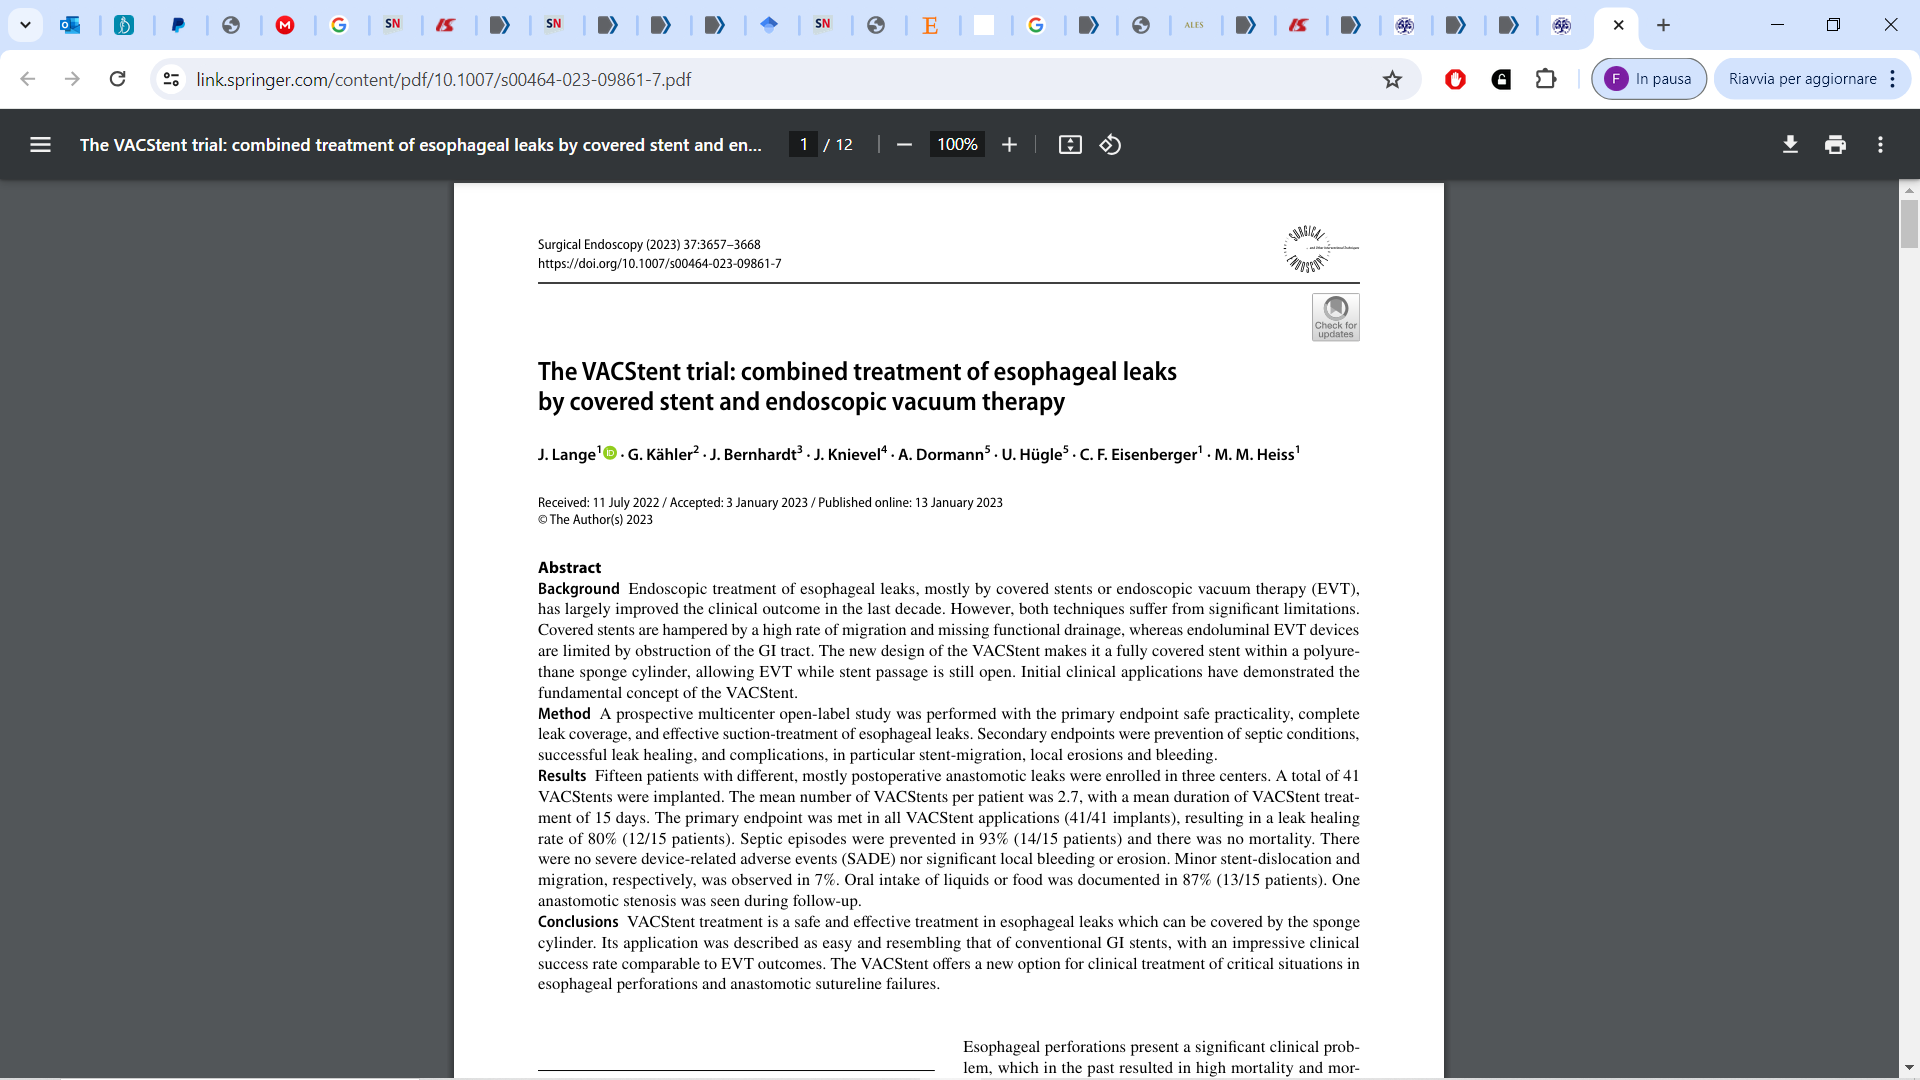 SN
SN
SN
ALES
link.springer.com/content/pdf/10.1007/s00464-023-09861-7.pdf
F In pausa
Riavvia per aggiornare
The VACStent trial: combined treatment of esophageal leaks by covered stent and en...
1 / 12
100%
Surgical Endoscopy (2023) 37:3657–3668
https://doi.org/10.1007/s00464-023-09861-7
SURGICAL
ENDOSCOPY
Check for
updates
The VACStent trial: combined treatment of esophageal leaks
by covered stent and endoscopic vacuum therapy
J. Lange1 iD · G. Kähler2 · J. Bernhardt3 · J. Knievel4 · A. Dormann5 · U. Hügle5 · C. F. Eisenberger1 · M. M. Heiss1
Received: 11 July 2022 / Accepted: 3 January 2023 / Published online: 13 January 2023
© The Author(s) 2023
Abstract
Background Endoscopic treatment of esophageal leaks, mostly by covered stents or endoscopic vacuum therapy (EVT),
has largely improved the clinical outcome in the last decade. However, both techniques suffer from significant limitations.
Covered stents are hampered by a high rate of migration and missing functional drainage, whereas endoluminal EVT devices
are limited by obstruction of the GI tract. The new design of the VACStent makes it a fully covered stent within a polyure-
thane sponge cylinder, allowing EVT while stent passage is still open. Initial clinical applications have demonstrated the
fundamental concept of the VACStent.
Method A prospective multicenter open-label study was performed with the primary endpoint safe practicality, complete
leak coverage, and effective suction-treatment of esophageal leaks. Secondary endpoints were prevention of septic conditions,
successful leak healing, and complications, in particular stent-migration, local erosions and bleeding.
Results Fifteen patients with different, mostly postoperative anastomotic leaks were enrolled in three centers. A total of 41
VACStents were implanted. The mean number of VACStents per patient was 2.7, with a mean duration of VACStent treat-
ment of 15 days. The primary endpoint was met in all VACStent applications (41/41 implants), resulting in a leak healing
rate of 80% (12/15 patients). Septic episodes were prevented in 93% (14/15 patients) and there was no mortality. There
were no severe device-related adverse events (SADE) nor significant local bleeding or erosion. Minor stent-dislocation and
migration, respectively, was observed in 7%. Oral intake of liquids or food was documented in 87% (13/15 patients). One
anastomotic stenosis was seen during follow-up.
Conclusions VACStent treatment is a safe and effective treatment in esophageal leaks which can be covered by the sponge
cylinder. Its application was described as easy and resembling that of conventional GI stents, with an impressive clinical
success rate comparable to EVT outcomes. The VACStent offers a new option for clinical treatment of critical situations in
esophageal perforations and anastomotic sutureline failures.
Esophageal perforations present a significant clinical prob-
lem, which in the past resulted in high mortality and mor-